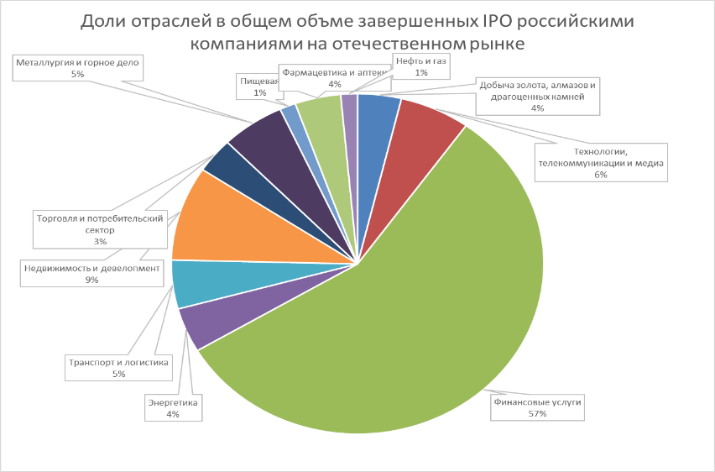 Доли отраслей в общем объме завершенных IPO российскими
компаниями на отечественном рынке
Металлургия и горное дело
5%
Пищевая
1%
Фармацевтика и аптеки
4%
Нефть и газ
1%
Добыча золота, алмазов и
драгоценных камней
4%
Технологии,
телекоммуникации и медиа
6%
Торговля и потребительский
сектор
3%
Недвижимость и девелопмент
9%
Транспорт и логистика
5%
Энергетика
4%
Финансовые услуги
57%